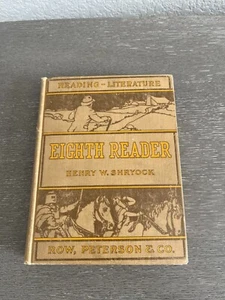 READING-LITERATURE
EIGHTH READER
HENRY W. SHRYOCK
ROW, PETERSON & CO.